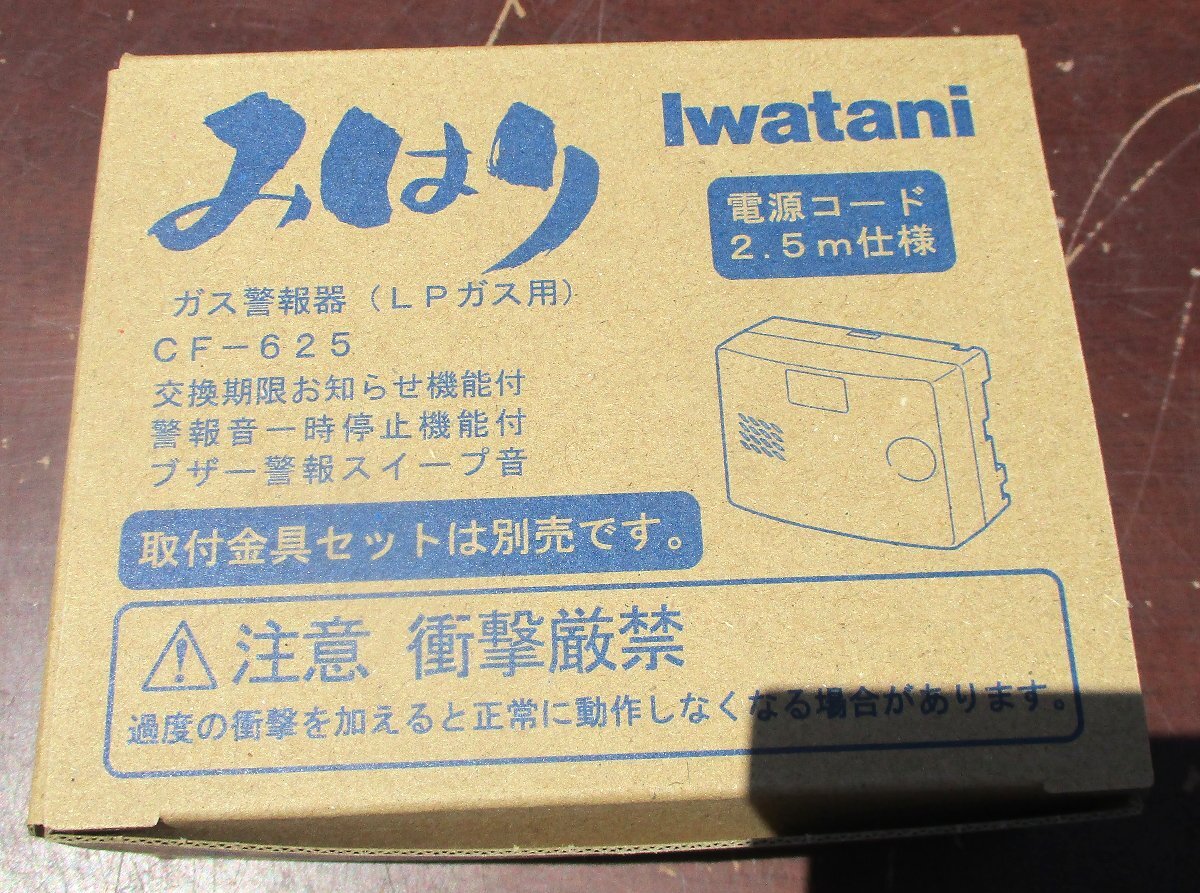 みはり
Iwatani
電源コード
2.5m仕様
ガス警報器（LPガス用）
CF-625
交換期限お知らせ機能付
警報音一時停止機能付
ブザー警報スイープ音
取付金具セットは別売です。
注意 衝撃厳禁
過度の衝撃を加えると正常に動作しなくなる場合があります。